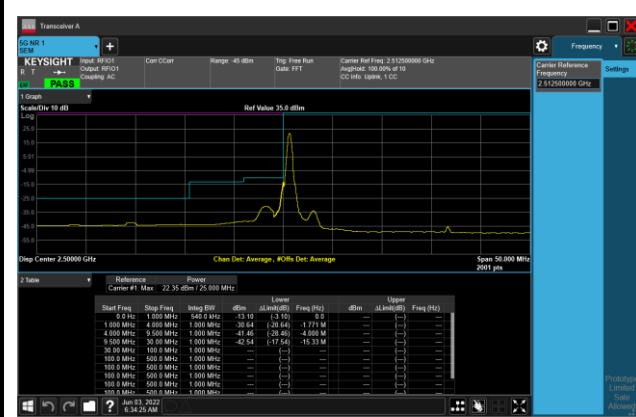 Transceiver A
5G NR 1
SEM
Frequency
KEYSIGHT
Input: RFIO1
Output: RFIO1
Coupling: AC
Corr CCorr
Range: -45 dBm
Trig: Free Run
Gate: FFT
Carrier Ref Freq: 2.512500000 GHz
Avg|Hold: 100.00% of 10
CC Info: Uplink, 1 CC
R T
PASS
Carrier Reference
Frequency
2.512500000 GHz
Settings
1 Graph
Scale/Div 10 dB
Ref Value 35.0 dBm
Log
25.0
15.0
5.01
-4.99
-15.0
-25.0
-35.0
-45.0
-55.0
Disp Center 2.50000 GHz
Chan Det: Average , #Offs Det: Average
Span 50.000 MHz
2001 pts
2 Table
Reference Power
Carrier #1: Max 22.35 dBm / 25.000 MHz
Lower Upper
Start Freq Stop Freq Integ BW dBm ΔLimit(dB) Freq (Hz) dBm ΔLimit(dB) Freq (Hz)
0.0 Hz 1.000 MHz 540.0 kHz -13.10 (-3.10) 0.0 --- (---) ---
1.000 MHz 4.000 MHz 1.000 MHz -30.64 (-20.64) -1.771 M --- (---) ---
4.000 MHz 9.500 MHz 1.000 MHz -41.46 (-28.46) -4.000 M --- (---) ---
9.500 MHz 30.00 MHz 1.000 MHz -42.54 (-17.54) -15.33 M --- (---) ---
30.00 MHz 100.0 MHz 1.000 MHz --- (---) --- --- (---) ---
100.0 MHz 500.0 MHz 1.000 MHz --- (---) --- --- (---) ---
100.0 MHz 500.0 MHz 1.000 MHz --- (---) --- --- (---) ---
100.0 MHz 500.0 MHz 1.000 MHz --- (---) --- --- (---) ---
100.0 MHz 500.0 MHz 1.000 MHz --- (---) --- --- (---) ---
Prototype
Limited
Sale
Allowed
Jun 03, 2022
6:34:25 AM